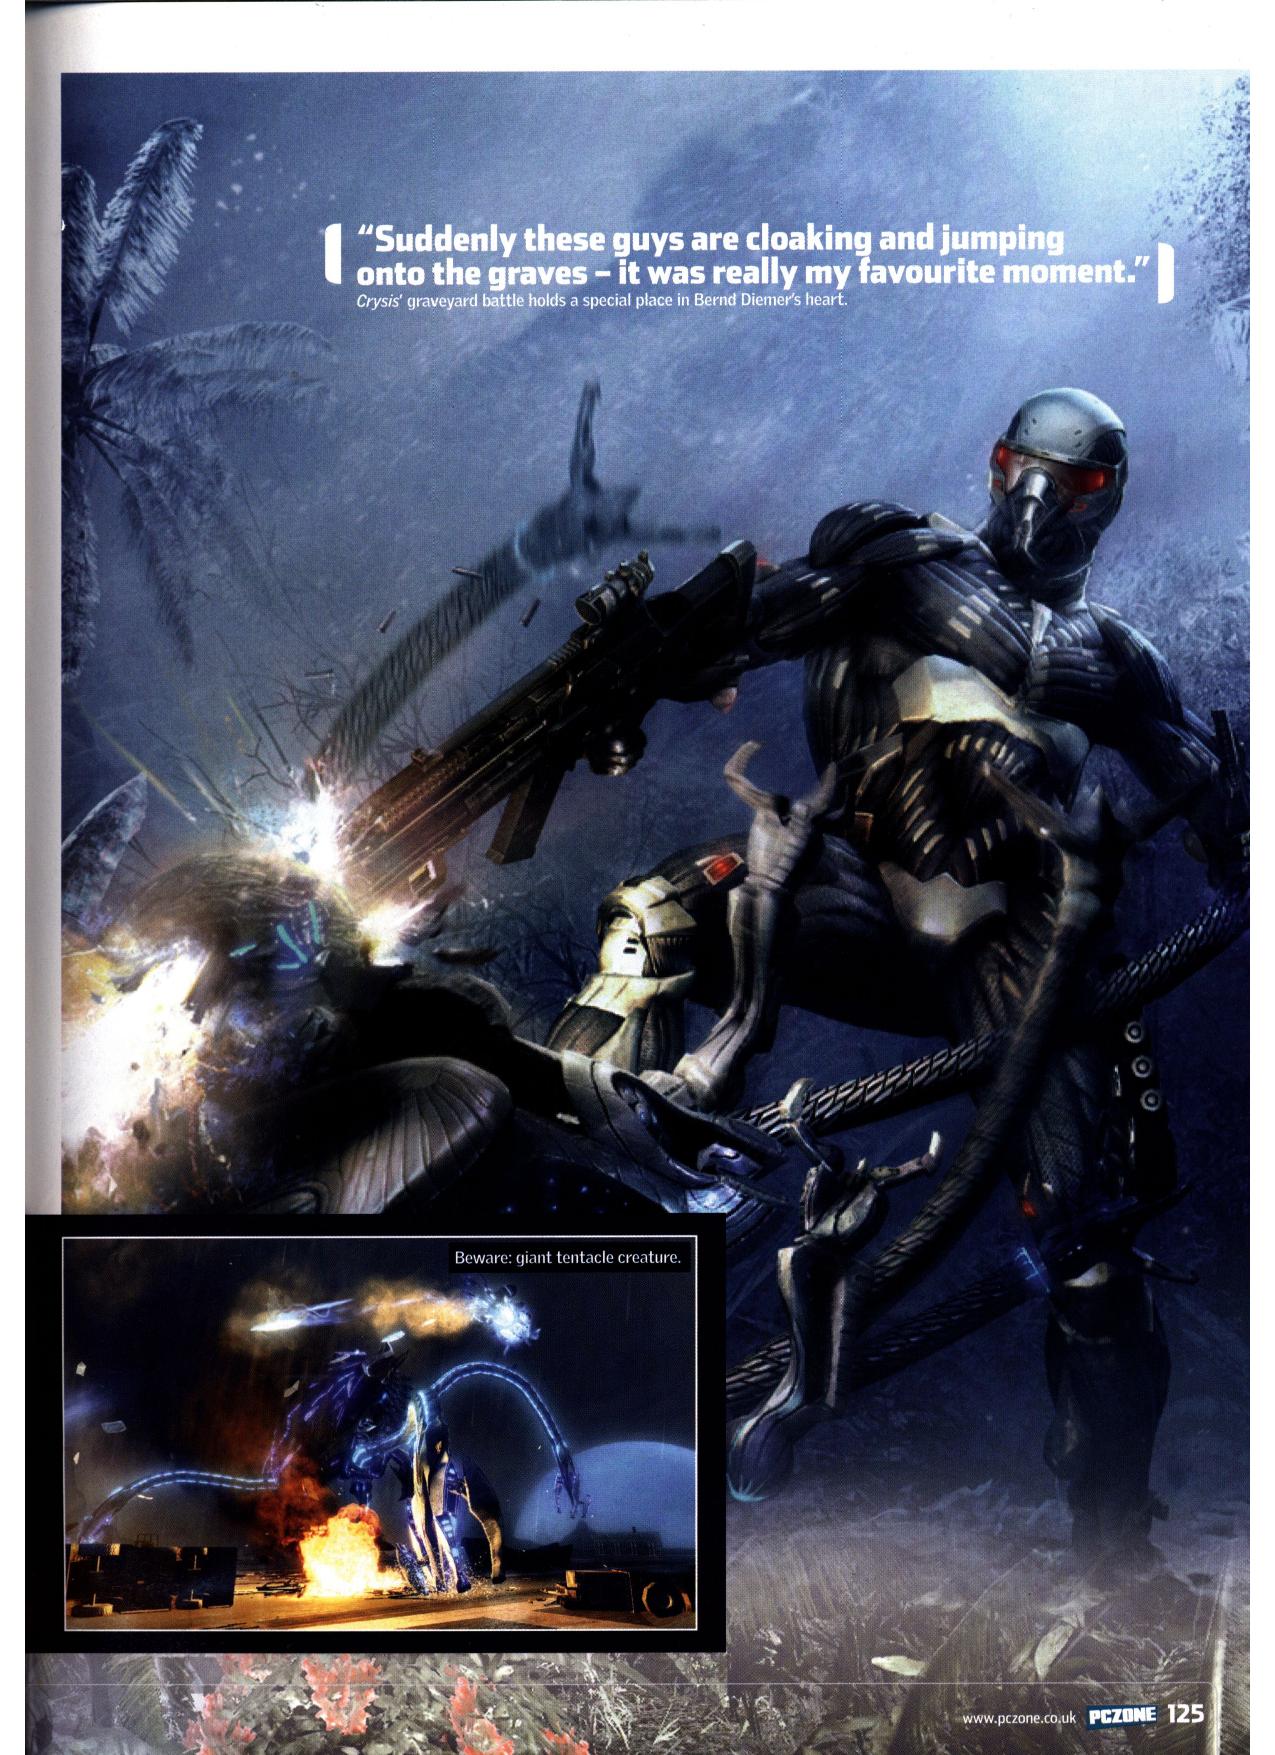 “Suddenly these guys are cloaking and jumping
onto the graves – it was really my favourite moment.”
Crysis’ graveyard battle holds a special place in Bernd Diemer’s heart.
Beware: giant tentacle creature.
www.pczone.co.uk PCZONE 125